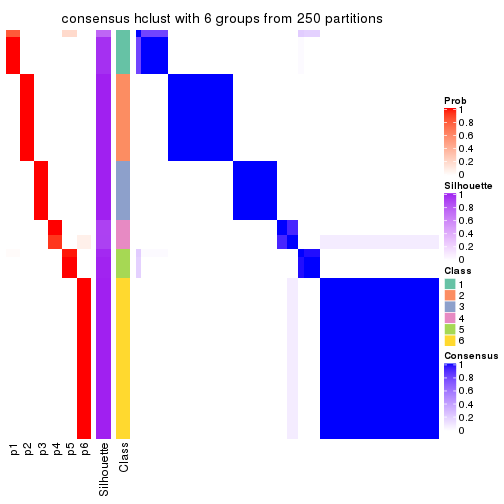 consensus hclust with 6 groups from 250 partitions
Prob
1
0.8
0.6
0.4
0.2
0
Silhouette
1
0.8
0.6
0.4
0.2
0
Class
1
2
3
4
5
6
Consensus
1
0.8
0.6
0.4
0.2
0
p1
p2
p3
p4
p5
p6
Silhouette
Class